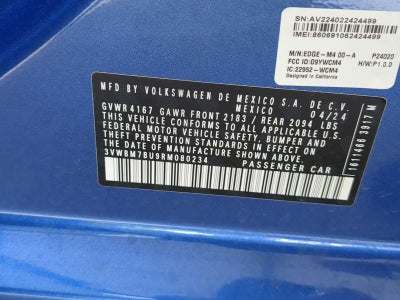 SN:AV224022424499
IMEI:860691062424499
M/N:EDGE-M4 00-A P24020
FCC ID:D9YWCM4 H/W:P1.0.0
IC:22952-WCM4
Designed in California
MFD BY VOLKSWAGEN DE MEXICO S.A. DE C.V.
MEXICO 04/24
GVWR 4167 GAWR FRONT 2183 / REAR 2094 LBS
THIS VEHICLE CONFORMS TO ALL APPLICABLE
FEDERAL MOTOR VEHICLE SAFETY, BUMPER AND
THEFT PREVENTION STANDARDS IN EFFECT ON
THE DATE OF MANUFACTURE SHOWN ABOVE.
3VWBM7BU9RM080234
PASSENGER CAR
1611460 3917 M